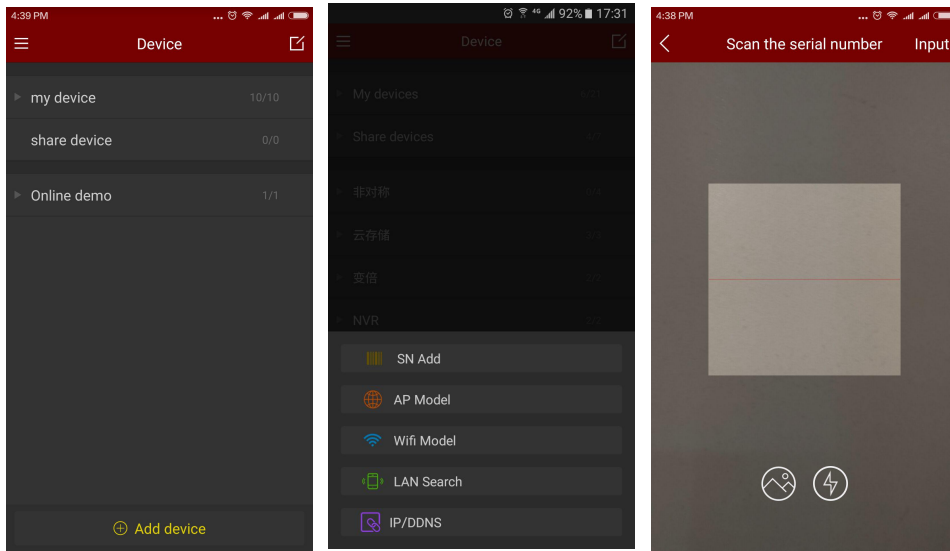 4:39 PM
Device
my device 10/10
share device 0/0
Online demo 1/1
Add device
4G 92% 17:31
Device
My devices
Share devices
非对称
云存储
变倍
NVR
SN Add
AP Model
Wifi Model
LAN Search
IP/DDNS
4:38 PM
Scan the serial number Input